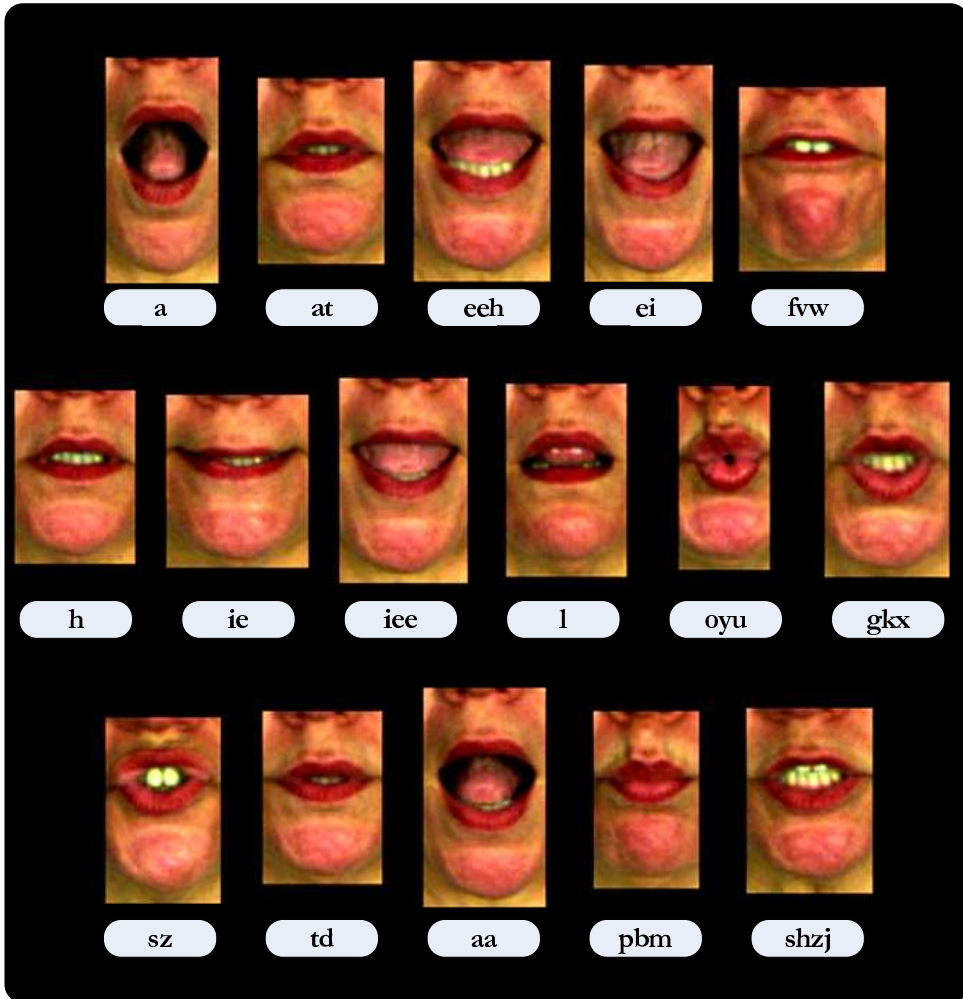 a at eeh ei fvw
h ie iee l oyu gkx
sz td aa pbm shzj